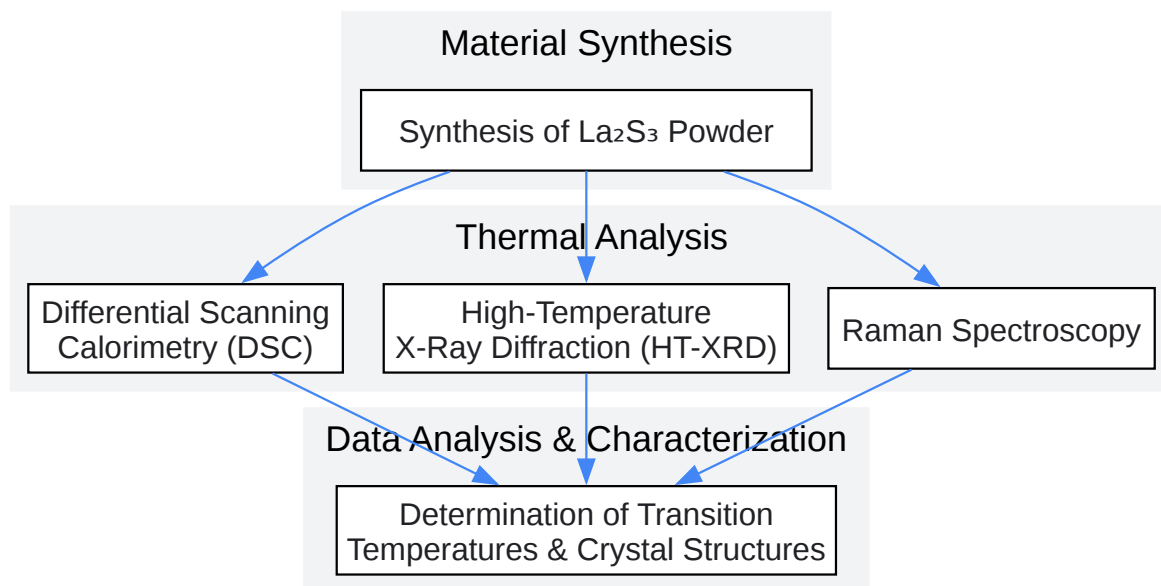 Material Synthesis
Synthesis of La₂S₃ Powder
Thermal Analysis
Differential Scanning
Calorimetry (DSC)
High-Temperature
X-Ray Diffraction (HT-XRD)
Raman Spectroscopy
Data Analysis & Characterization
Determination of Transition
Temperatures & Crystal Structures